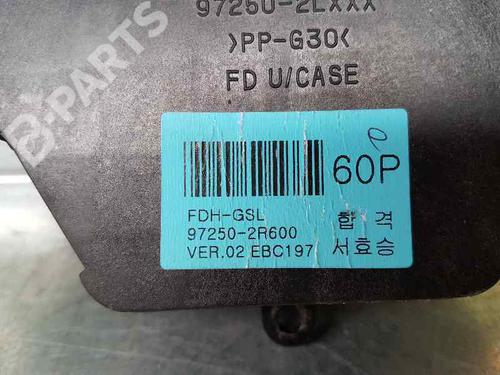 97250-2LXXX
>PP-G30<
FD U/CASE
B-PARTS
60P
FDH-GSL
합격
97250-2R600
서효승
VER.02 EBC197